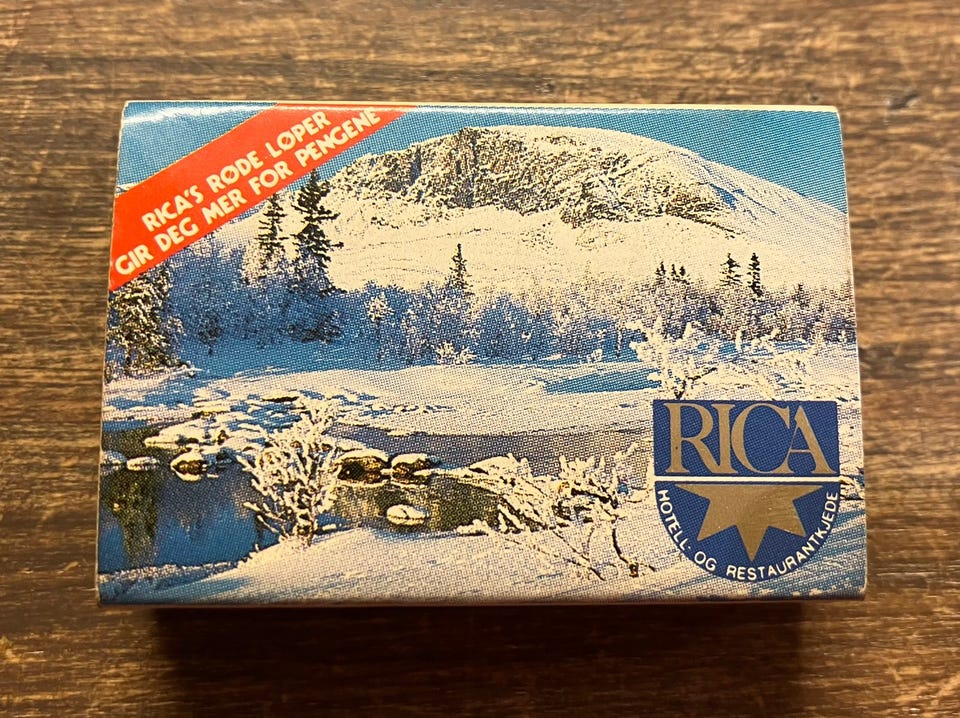 RICA'S RØDE LØPER
GIR DEG MER FOR PENGENE
RICA
HOTELL- OG RESTAURANTKJEDE